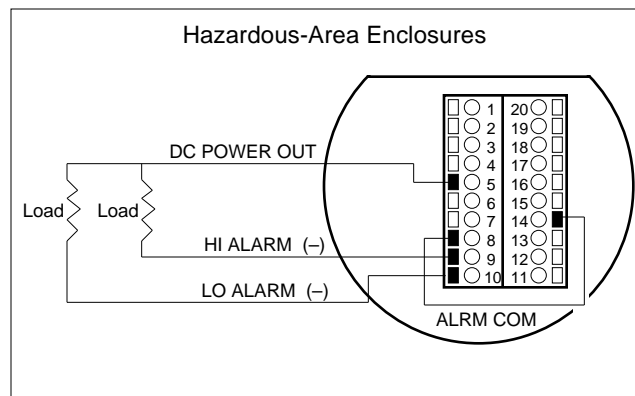 Hazardous-Area Enclosures
1 20
2 19
3 18
DC POWER OUT 4 17
5 16
6 15
Load Load 7 14
HI ALARM (–) 8 13
9 12
LO ALARM (–) 10 11
ALRM COM